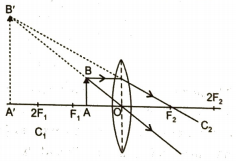 B'
B
A' 2F₁ F₁ A O F₂ 2F₂
C₁ C₂